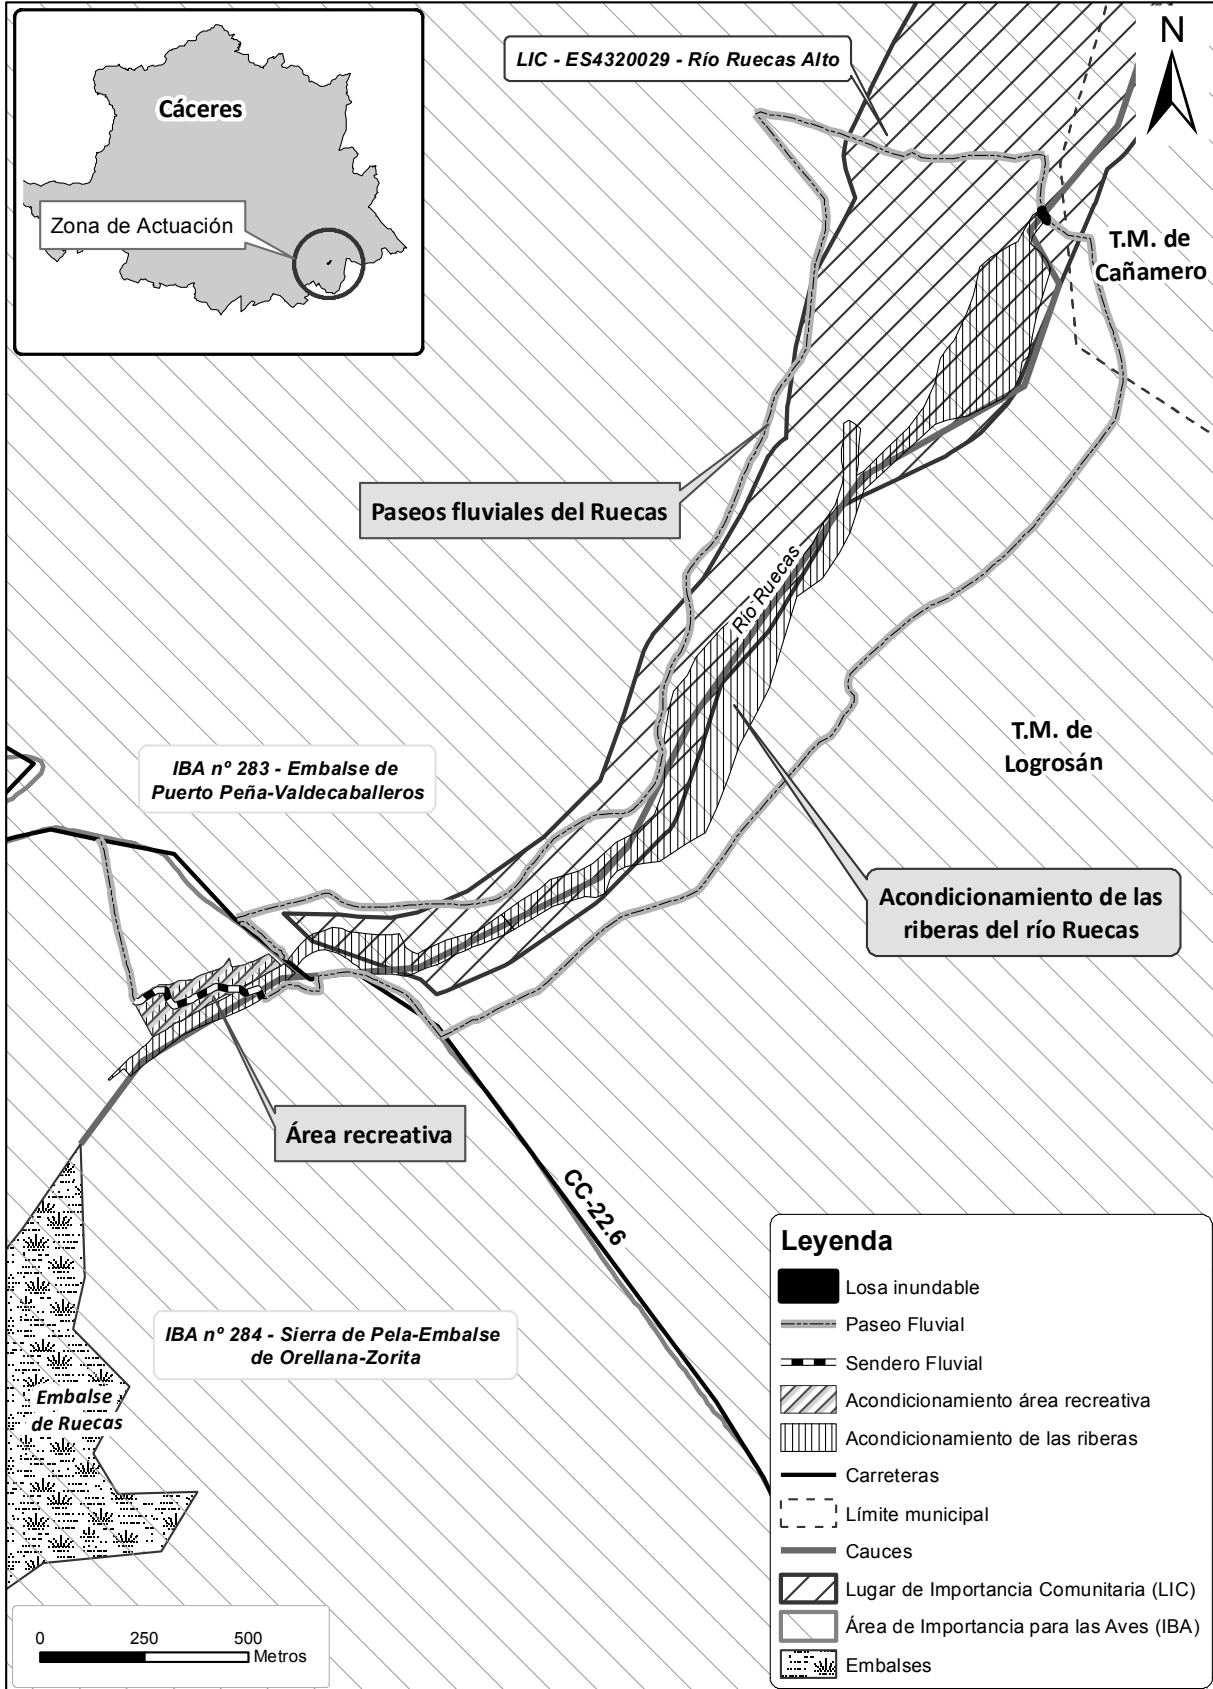 LIC - ES4320029 - Río Ruecas Alto
N
Cáceres
Zona de Actuación
T.M. de
Cañamero
Paseos fluviales del Ruecas
Río Ruecas
T.M. de
Logrosán
IBA nº 283 - Embalse de
Puerto Peña-Valdecaballeros
Acondicionamiento de las
riberas del río Ruecas
Área recreativa
CC-22.6
IBA nº 284 - Sierra de Pela-Embalse
de Orellana-Zorita
Embalse
de Ruecas
Leyenda
Losa inundable
Paseo Fluvial
Sendero Fluvial
Acondicionamiento área recreativa
Acondicionamiento de las riberas
Carreteras
Límite municipal
Cauces
Lugar de Importancia Comunitaria (LIC)
Área de Importancia para las Aves (IBA)
Embalses
0 250 500
Metros